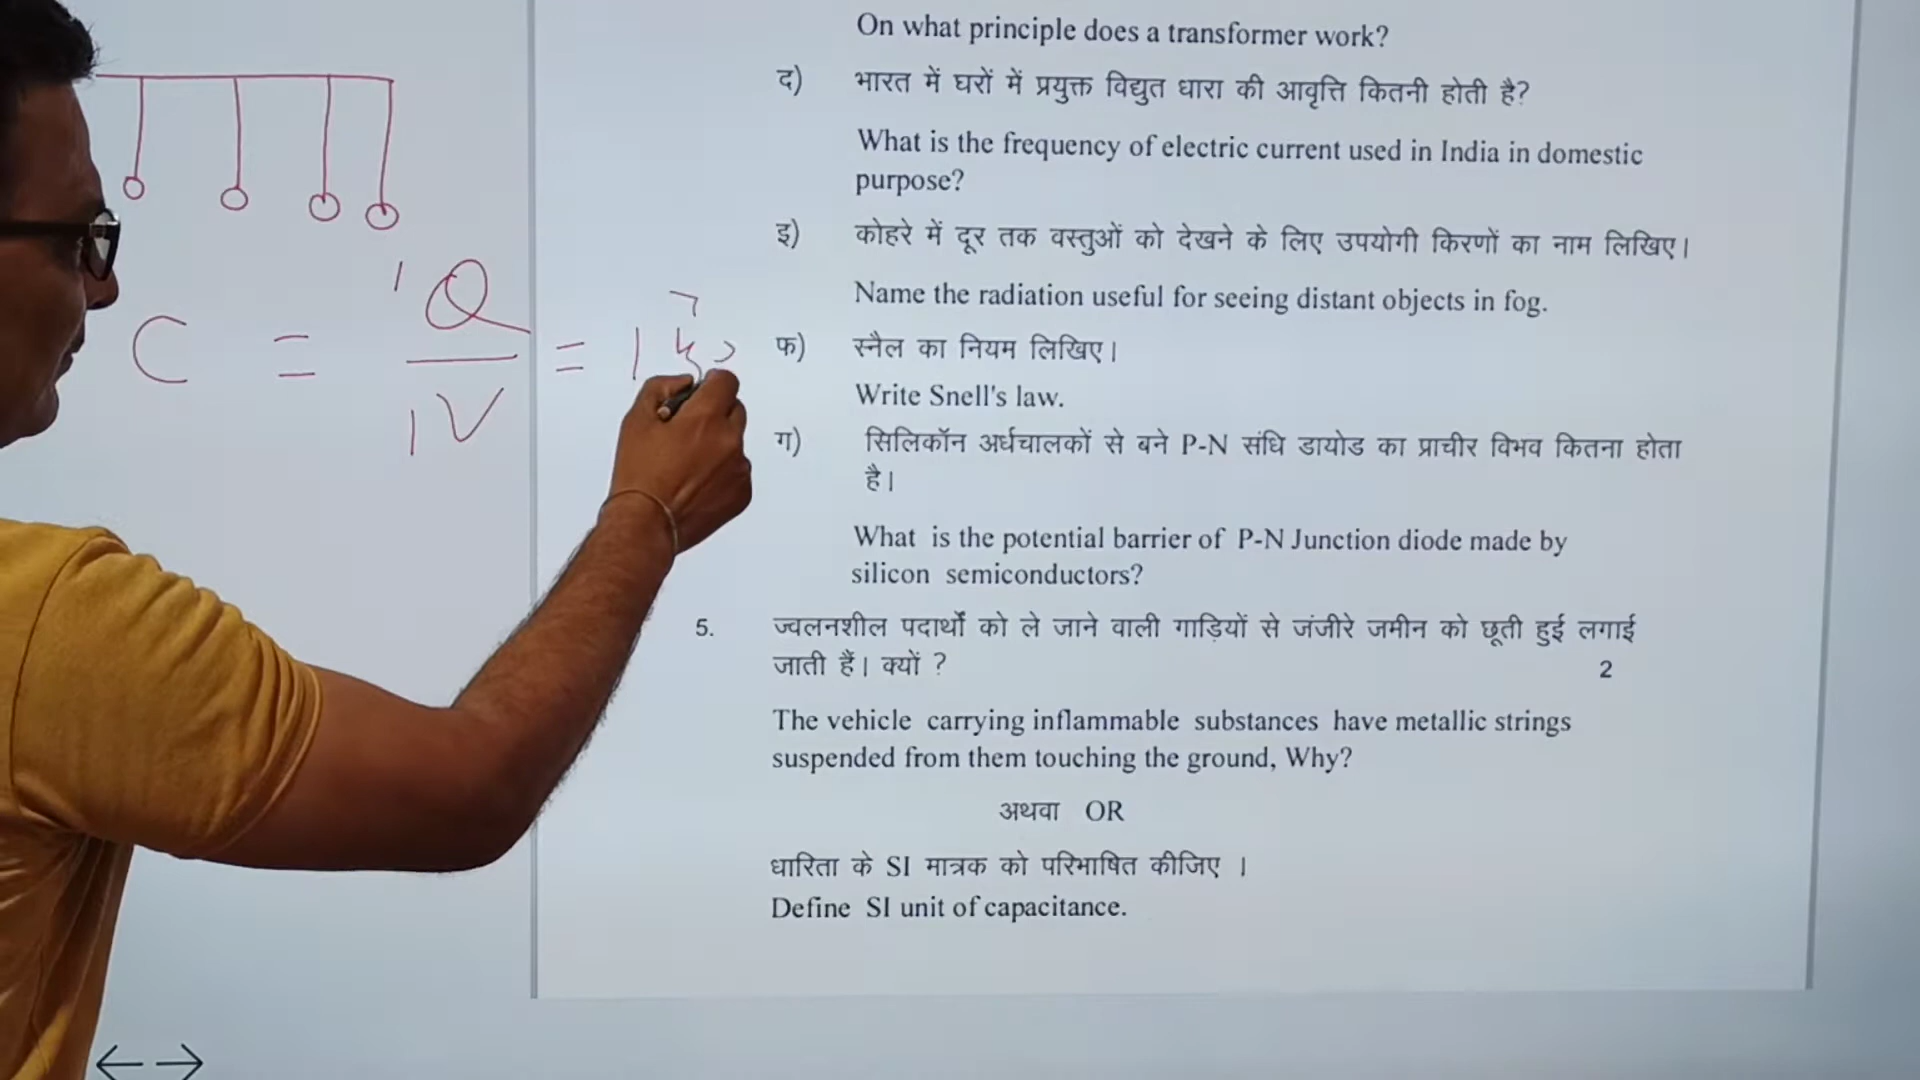 On what principle does a transformer work?
द) भारत में घरों में प्रयुक्त विद्युत धारा की आवृत्ति कितनी होती है?
What is the frequency of electric current used in India in domestic
purpose?
इ) कोहरे में दूर तक वस्तुओं को देखने के लिए उपयोगी किरणों का नाम लिखिए।
Name the radiation useful for seeing distant objects in fog.
फ) स्नैल का नियम लिखिए।
Write Snell's law.
ग) सिलिकॉन अर्धचालकों से बने P-N संधि डायोड का प्राचीर विभव कितना होता
है।
What is the potential barrier of P-N Junction diode made by
silicon semiconductors?
5. ज्वलनशील पदार्थों को ले जाने वाली गाड़ियों से जंजीरे जमीन को छूती हुई लगाई
जाती हैं। क्यों ? 2
The vehicle carrying inflammable substances have metallic strings
suspended from them touching the ground, Why?
अथवा OR
धारिता के SI मात्रक को परिभाषित कीजिए ।
Define SI unit of capacitance.
1 Q
C = = 1
1 V